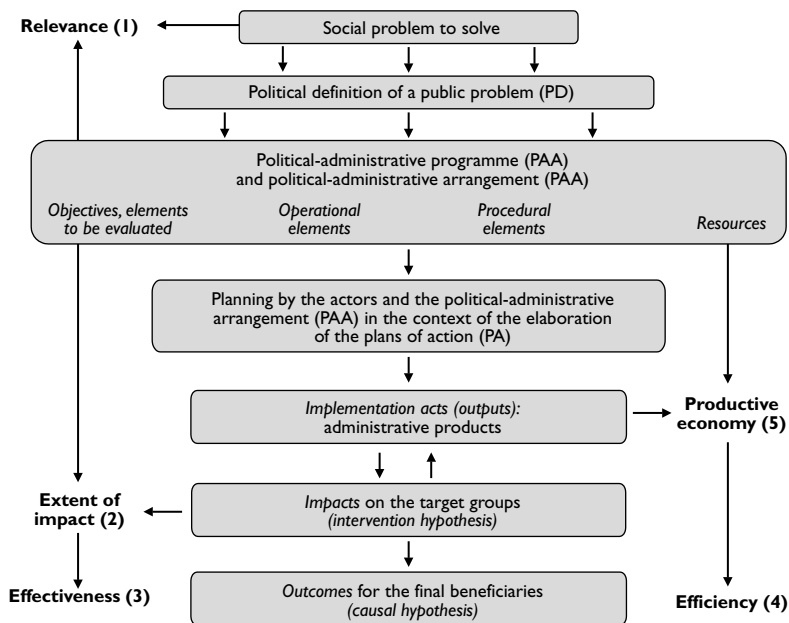 Relevance (1)
Social problem to solve
Political definition of a public problem (PD)
Political-administrative programme (PAA)
and political-administrative arrangement (PAA)
Objectives, elements
to be evaluated
Operational
elements
Procedural
elements
Resources
Planning by the actors and the political-administrative
arrangement (PAA) in the context of the elaboration
of the plans of action (PA)
Implementation acts (outputs):
administrative products
Productive
economy (5)
Extent of
impact (2)
Impacts on the target groups
(intervention hypothesis)
Effectiveness (3)
Outcomes for the final beneficiaries
(causal hypothesis)
Efficiency (4)